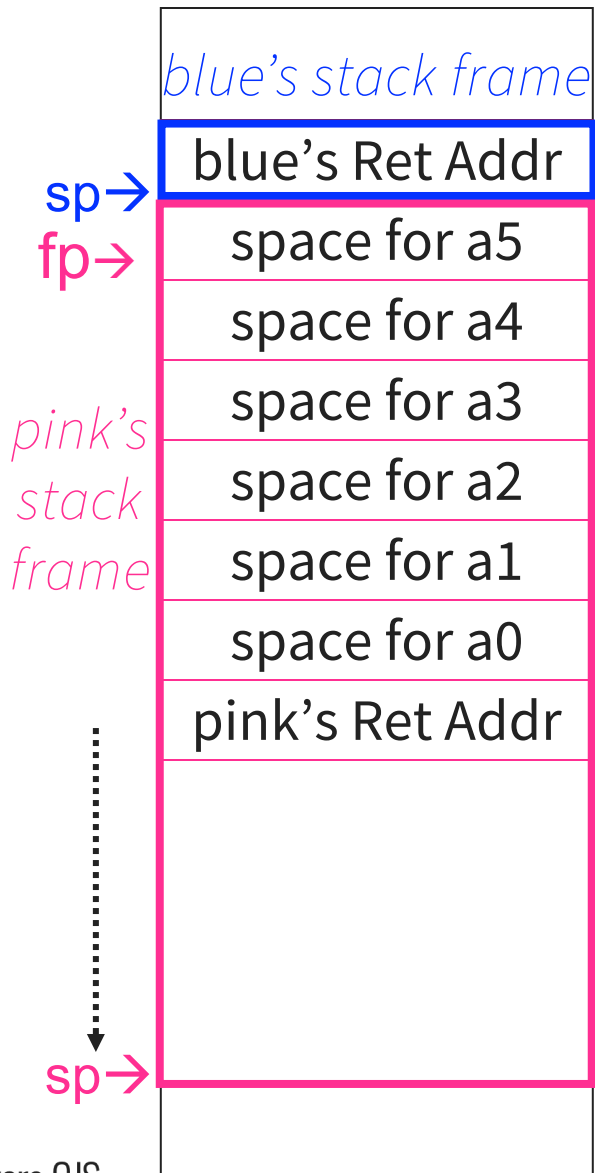 blue’s stack frame
blue’s Ret Addr
sp
fp
space for a5
space for a4
space for a3
pink’s
stack
frame
space for a2
space for a1
space for a0
pink’s Ret Addr
sp